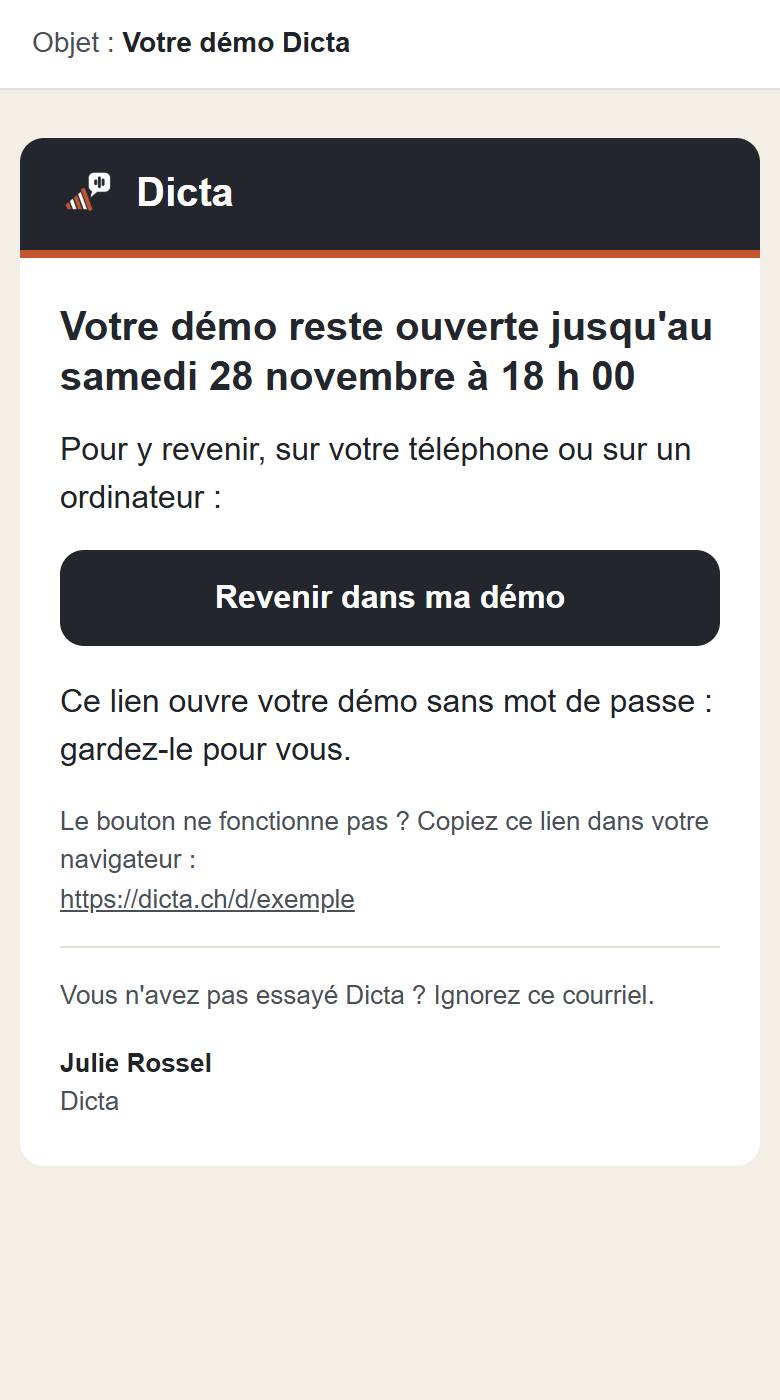 Objet : Votre démo Dicta
Dicta
Votre démo reste ouverte jusqu'au
samedi 28 novembre à 18 h 00
Pour y revenir, sur votre téléphone ou sur un
ordinateur :
Revenir dans ma démo
Ce lien ouvre votre démo sans mot de passe :
gardez-le pour vous.
Le bouton ne fonctionne pas ? Copiez ce lien dans votre
navigateur :
https://dicta.ch/d/exemple
Vous n'avez pas essayé Dicta ? Ignorez ce courriel.
Julie Rossel
Dicta